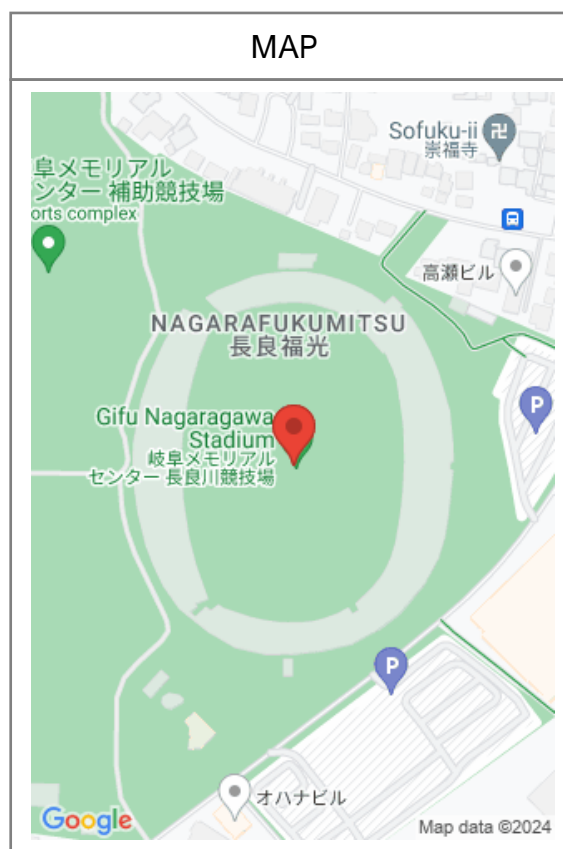 MAP
Sofuku-ji
崇福寺
阜メモリアル
ンター 補助競技場
orts complex
高瀬ビル
NAGARAFUKUMITSU
長良福光
P
Gifu Nagaragawa
Stadium
岐阜メモリアル
センター 長良川競技場
P
オハナビル
Google
Map data ©2024